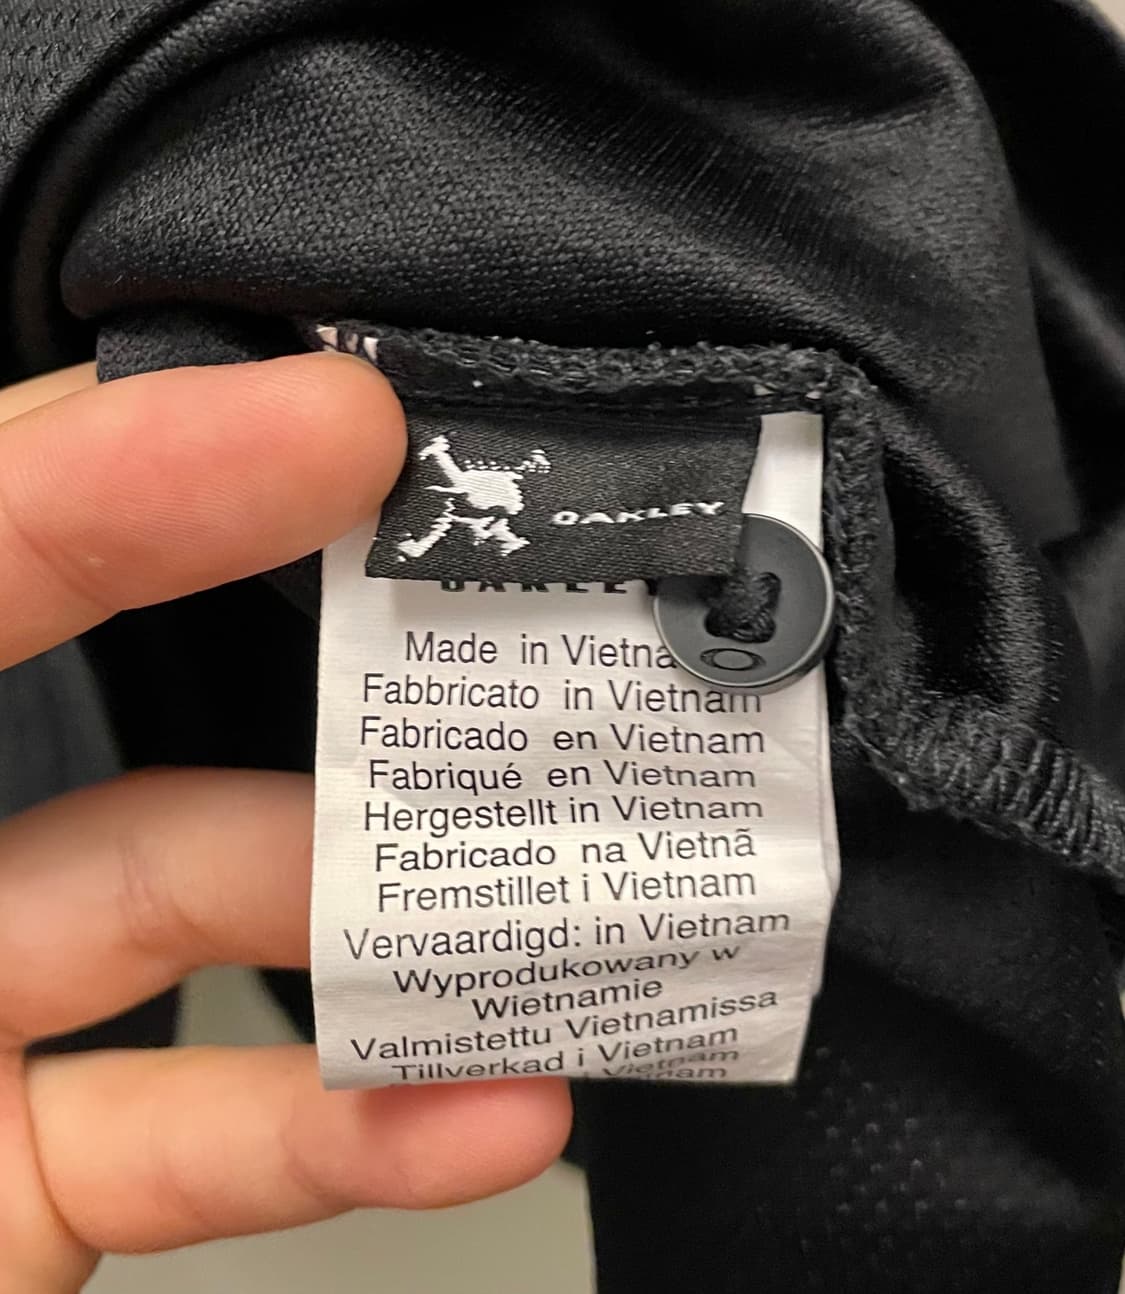 OAKLEY
Made in
Fabbricato in Vietnam
Fabricado en Vietnam
Fabriqué en Vietnam
Hergestellt in Vietnam
Fabricado na Vietnã
Fremstillet i Vietnam
Vervaardigd: in Vietnam
Wyprodukowany w
Wietnamie
Valmistettu Vietnamissa
Tillverkad i Vietnam
Vietnam